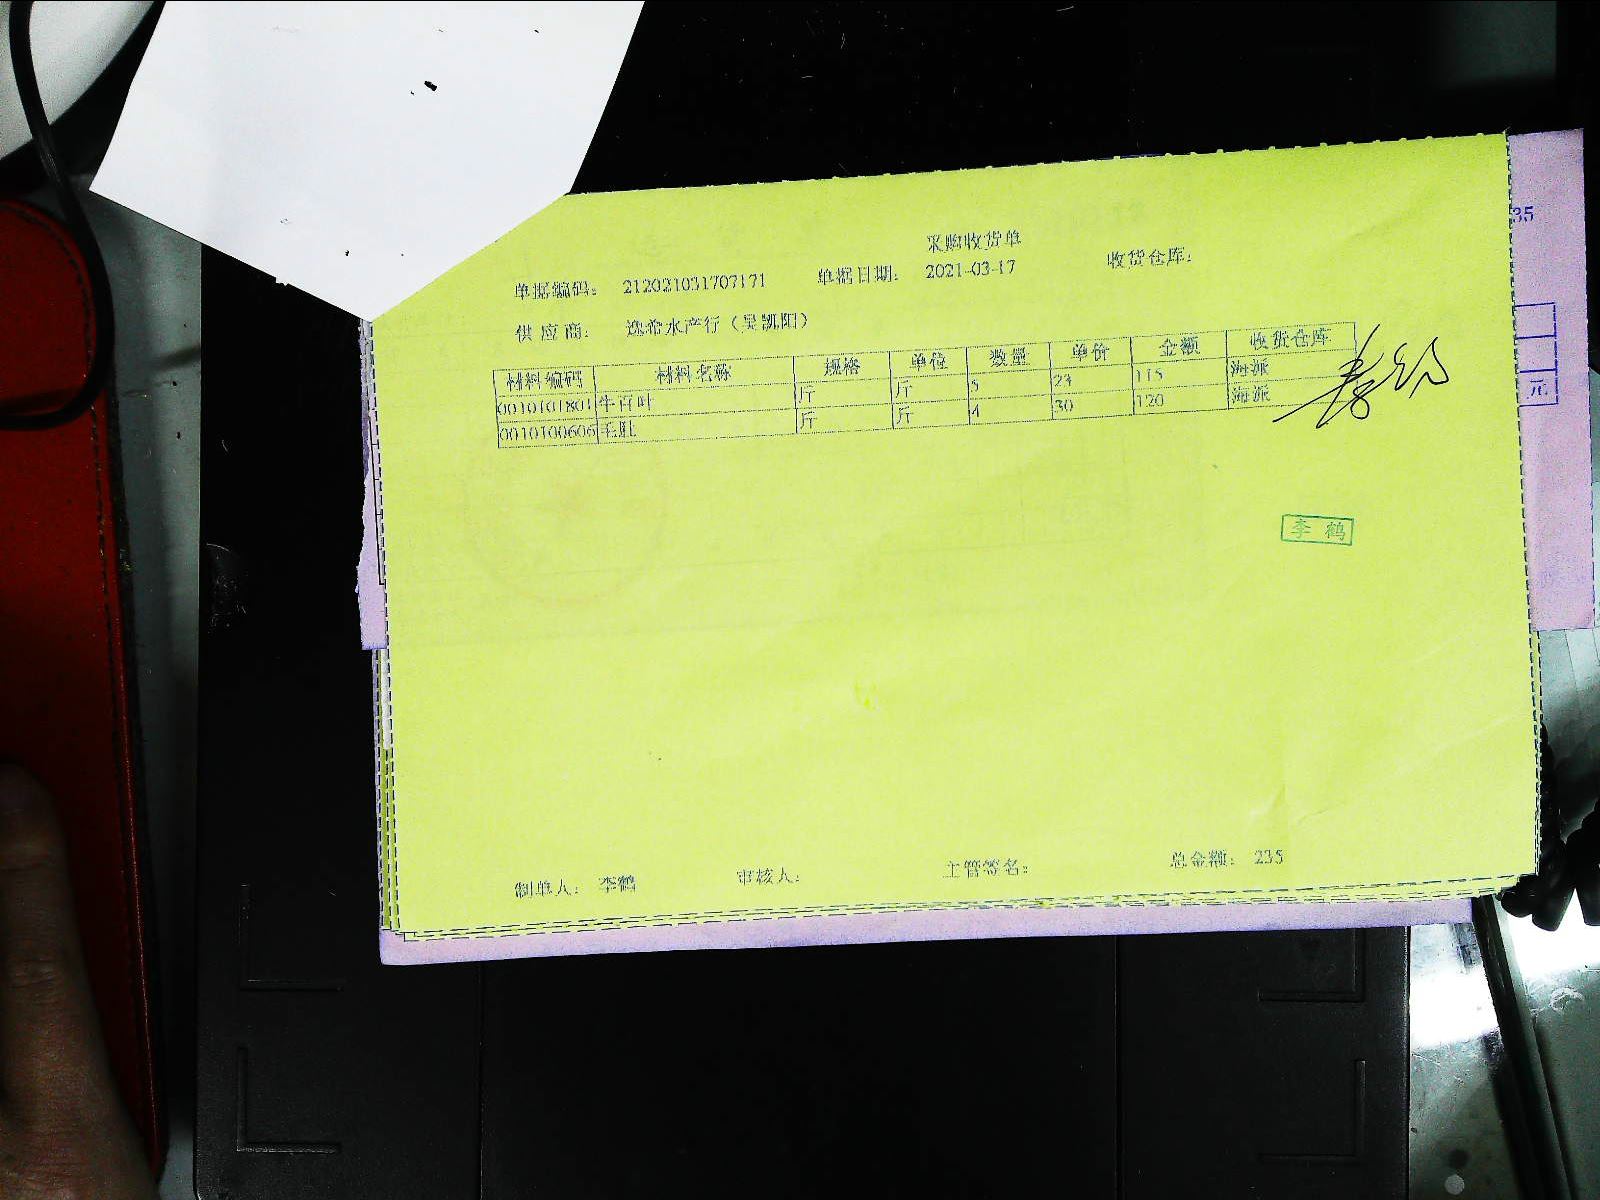 采购收货单
单据编码: 212021031707171 单据日期: 2021-03-17 收货仓库:
供应商: 逸希水产行（吴凯阳）
材料编码 材料名称 规格 单位 数量 单价 金额 收货仓库
0010101801 牛百叶 斤 斤 5 23 115 海派
0010100606 毛肚 斤 斤 4 30 120 海派
李鹤
制单人: 李鹤 审核人: 主管签名: 总金额: 235
35
元